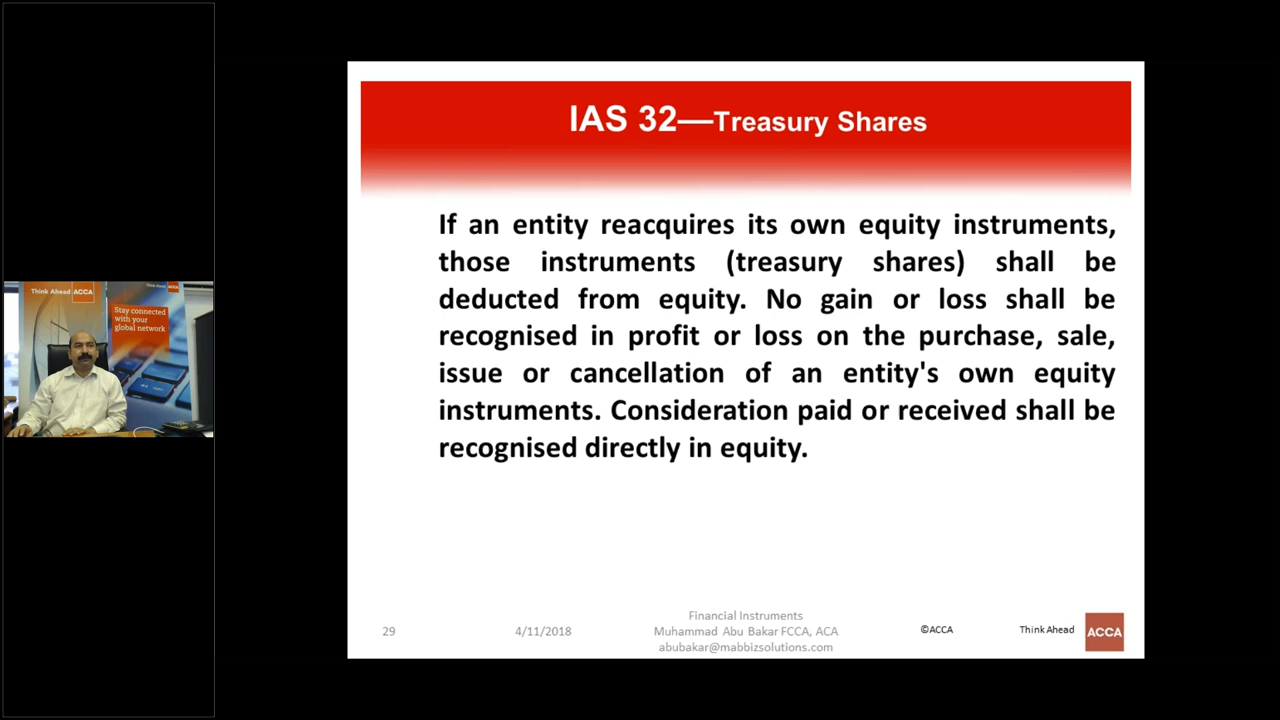 IAS 32—Treasury Shares
If an entity reacquires its own equity instruments,
those instruments (treasury shares) shall be
deducted from equity. No gain or loss shall be
recognised in profit or loss on the purchase, sale,
issue or cancellation of an entity's own equity
instruments. Consideration paid or received shall be
recognised directly in equity.
29
4/11/2018
Financial Instruments
Muhammad Abu Bakar FCCA, ACA
abubakar@mabbizsolutions.com
©ACCA
Think Ahead
ACCA
Think Ahead ACCA
Think Ahead
Stay connected
with your
global network